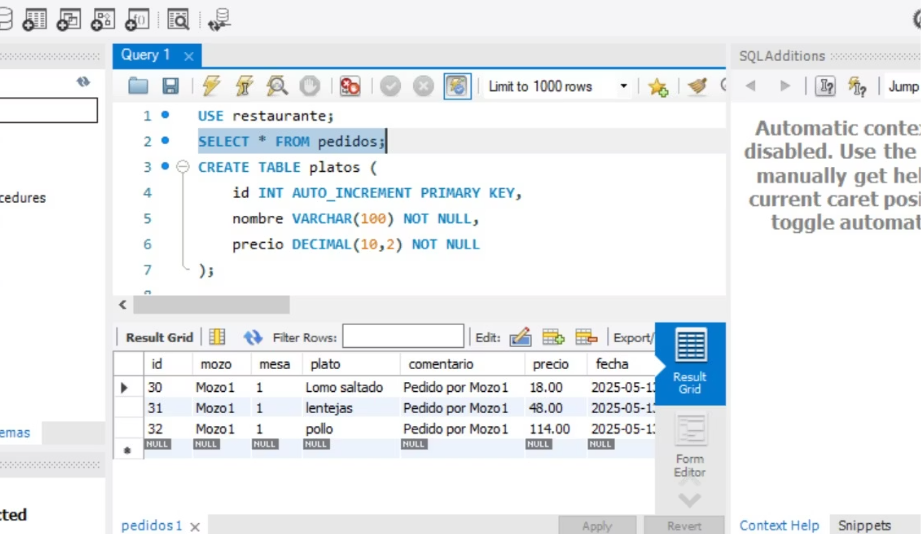 Query 1
SQLAdditions
Limit to 1000 rows
Jump
1 USE restaurante;
2 SELECT * FROM pedidos;
3 CREATE TABLE platos (
4 id INT AUTO_INCREMENT PRIMARY KEY,
5 nombre VARCHAR(100) NOT NULL,
6 precio DECIMAL(10,2) NOT NULL
7 );
Automatic conte
disabled. Use the
manually get hel
current caret posi
toggle automat
cedures
emas
cted
Result Grid Filter Rows: Edit: Export/
id mozo mesa plato comentario precio fecha
30 Mozo1 1 Lomo saltado Pedido por Mozo1 18.00 2025-05-1
31 Mozo1 1 lentejas Pedido por Mozo1 48.00 2025-05-1
32 Mozo1 1 pollo Pedido por Mozo1 114.00 2025-05-1
NULL NULL NULL NULL NULL NULL NULL
Result
Grid
Form
Editor
pedidos1
Apply Revert
Context Help Snippets